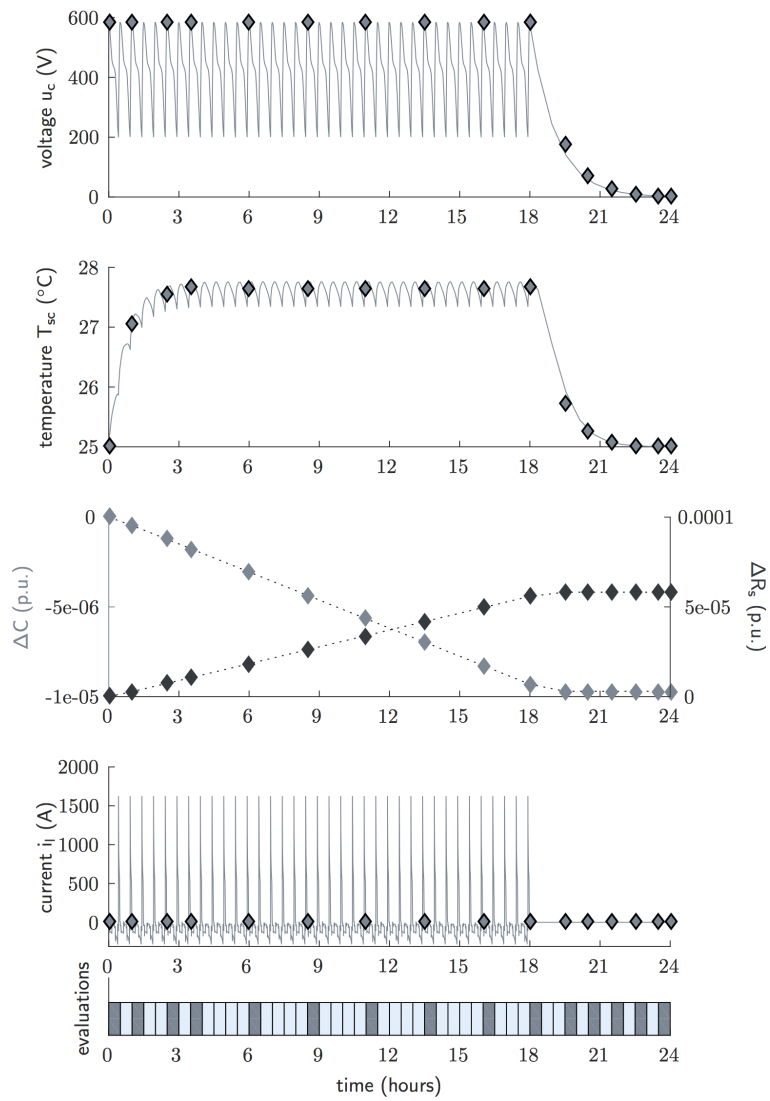 voltage u_c (V)
600
400
200
0
0 3 6 9 12 15 18 21 24
temperature T_sc (°C)
28
27
26
25
0 3 6 9 12 15 18 21 24
ΔC (p.u.)
0
-5e-06
-1e-05
0.0001
5e-05
0
ΔR_s (p.u.)
0 3 6 9 12 15 18 21 24
current i_l (A)
2000
1500
1000
500
0
0 3 6 9 12 15 18 21 24
evaluations
0 3 6 9 12 15 18 21 24
time (hours)